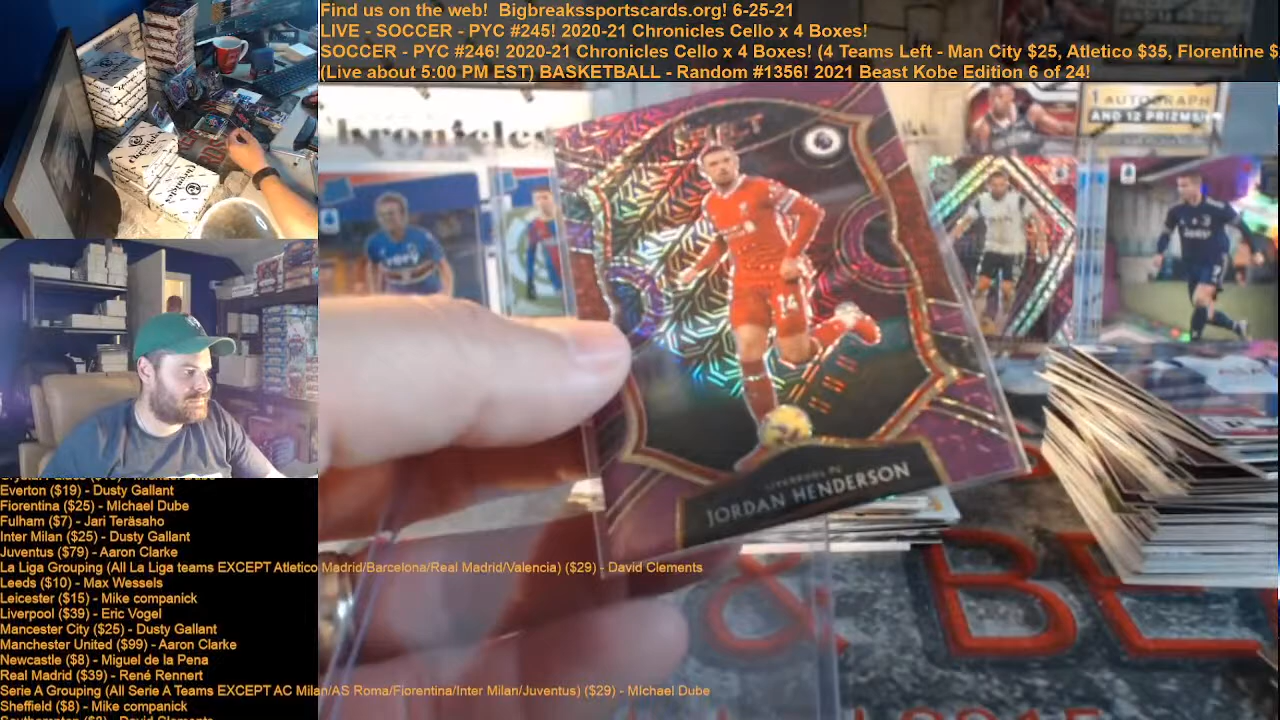 Find us on the web!  Bigbreakssportscards.org! 6-25-21
LIVE - SOCCER - PYC #245! 2020-21 Chronicles Cello x 4 Boxes!
SOCCER - PYC #246! 2020-21 Chronicles Cello x 4 Boxes! (4 Teams Left - Man City $25, Atletico $35, Florentine $
(Live about 5:00 PM EST) BASKETBALL - Random #1356! 2021 Beast Kobe Edition 6 of 24!
Chronicles
1 AUTOGRAPH
AND 12 PRIZMS
SELECT
14
LIVERPOOL FC
JORDAN HENDERSON
& BE
Everton ($19) - Dusty Gallant
Fiorentina ($25) - MIchael Dube
Fulham ($7) - Jari Teräsaho
Inter Milan ($25) - Dusty Gallant
Juventus ($79) - Aaron Clarke
La Liga Grouping (All La Liga teams EXCEPT Atletico Madrid/Barcelona/Real Madrid/Valencia) ($29) - David Clements
Leeds ($10) - Max Wessels
Leicester ($15) - Mike companick
Liverpool ($39) - Eric Vogel
Mancester City ($25) - Dusty Gallant
Manchester United ($99) - Aaron Clarke
Newcastle ($8) - Miguel de la Pena
Real Madrid ($39) - René Rennert
Serie A Grouping (All Serie A Teams EXCEPT AC Milan/AS Roma/Fiorentina/Inter Milan/Juventus) ($29) - MIchael Dube
Sheffield ($8) - Mike companick
Southampton ($8) - David Clements